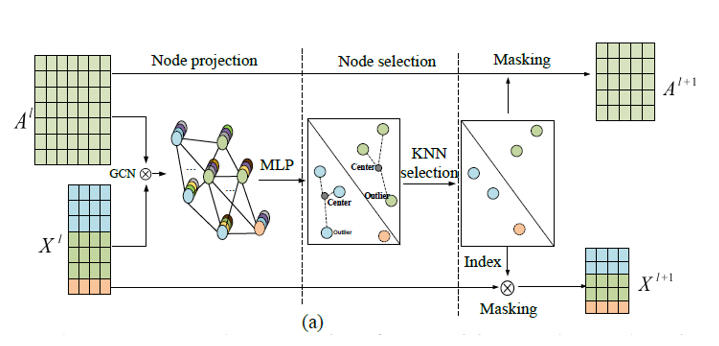 Node projection
Node selection
Masking
A^l
A^{l+1}
GCN
...
...
MLP
Center
Center
Outlier
Outlier
KNN
selection
X^l
Index
Masking
X^{l+1}
(a)